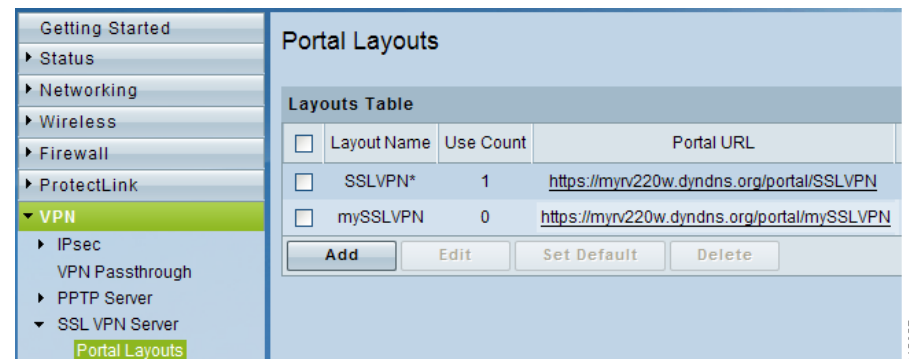 Getting Started
Status
Networking
Wireless
Firewall
ProtectLink
VPN
IPsec
VPN Passthrough
PPTP Server
SSL VPN Server
Portal Layouts
Portal Layouts
Layouts Table
Layout Name Use Count Portal URL
SSLVPN* 1 https://myrv220w.dyndns.org/portal/SSLVPN
mySSLVPN 0 https://myrv220w.dyndns.org/portal/mySSLVPN
Add Edit Set Default Delete